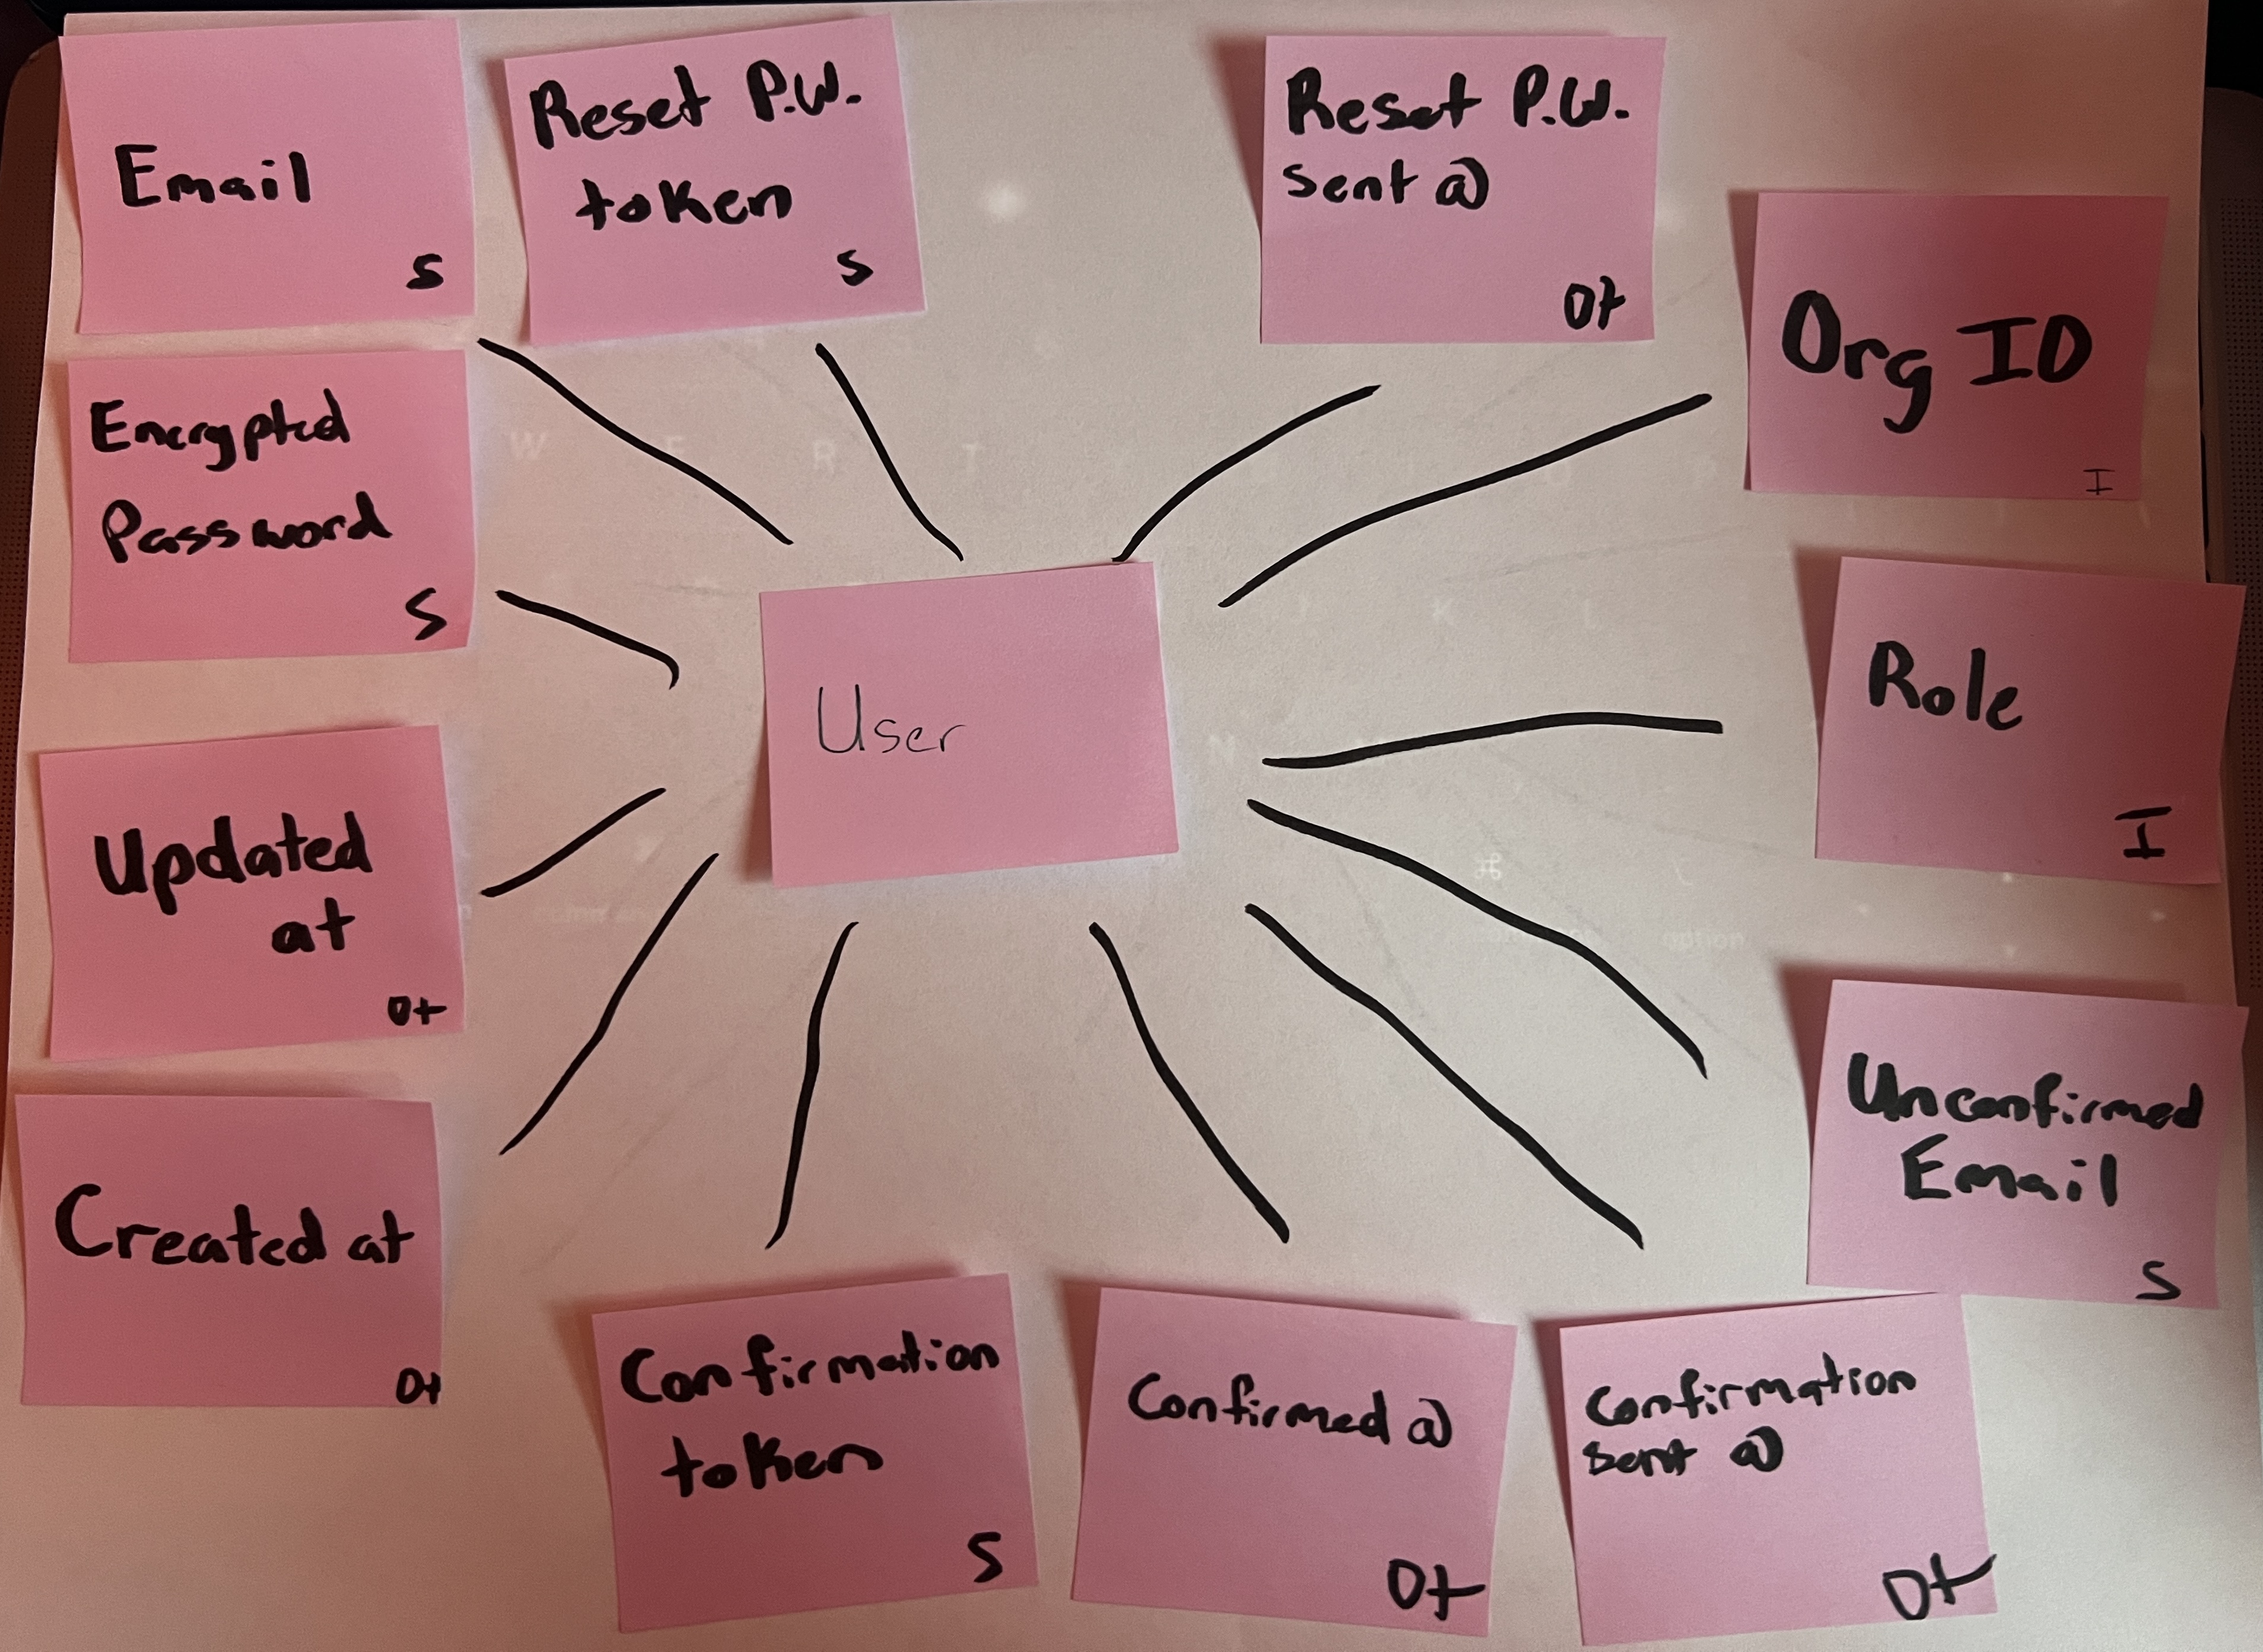 Email
S
Reset P.W.
token
S
Reset P.W.
sent @
Dt
Org ID
I
Encrypted
Password
S
User
Role
I
Updated
at
Dt
Unconfirmed
Email
S
Created at
Dt
Confirmation
token
S
Confirmed @
Dt
Confirmation
sent @
Dt
W
R
T
K
L
N
⌘
option